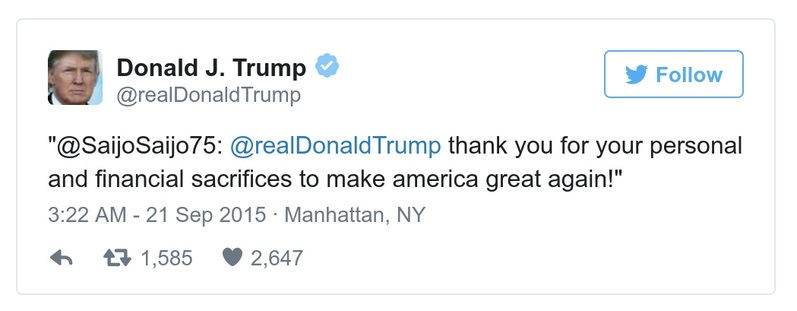 Donald J. Trump
@realDonaldTrump
Follow
"@SaijoSaijo75: @realDonaldTrump thank you for your personal
and financial sacrifices to make america great again!"
3:22 AM - 21 Sep 2015 · Manhattan, NY
1,585 2,647